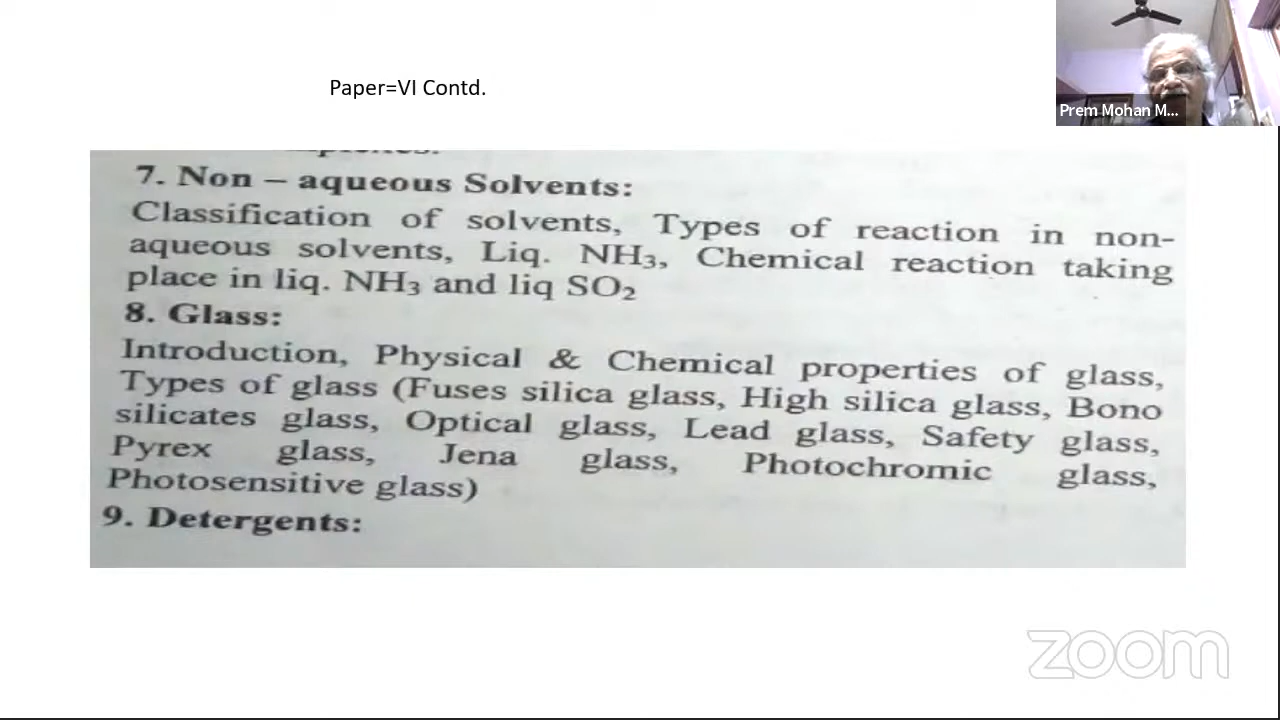 Paper=VI Contd.
Prem Mohan M...
7. Non – aqueous Solvents:
Classification of solvents, Types of reaction in non-
aqueous solvents, Liq. NH₃, Chemical reaction taking
place in liq. NH₃ and liq SO₂
8. Glass:
Introduction, Physical & Chemical properties of glass,
Types of glass (Fuses silica glass, High silica glass, Bono
silicates glass, Optical glass, Lead glass, Safety glass,
Pyrex glass, Jena glass, Photochromic glass,
Photosensitive glass)
9. Detergents:
zoom